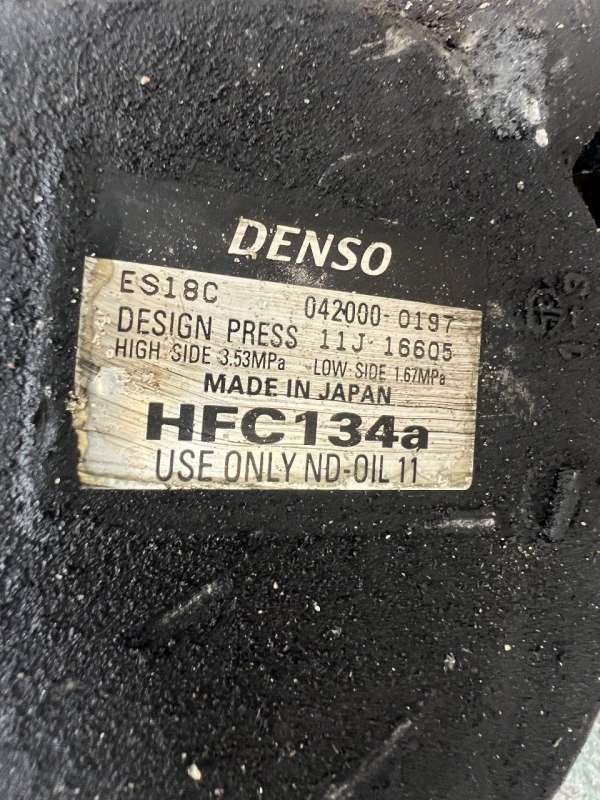 DENSO
ES18C 042000-0197
DESIGN PRESS 11J-16605
HIGH SIDE 3.53MPa LOW SIDE 1.67MPa
MADE IN JAPAN
HFC134a
USE ONLY ND-OIL 11